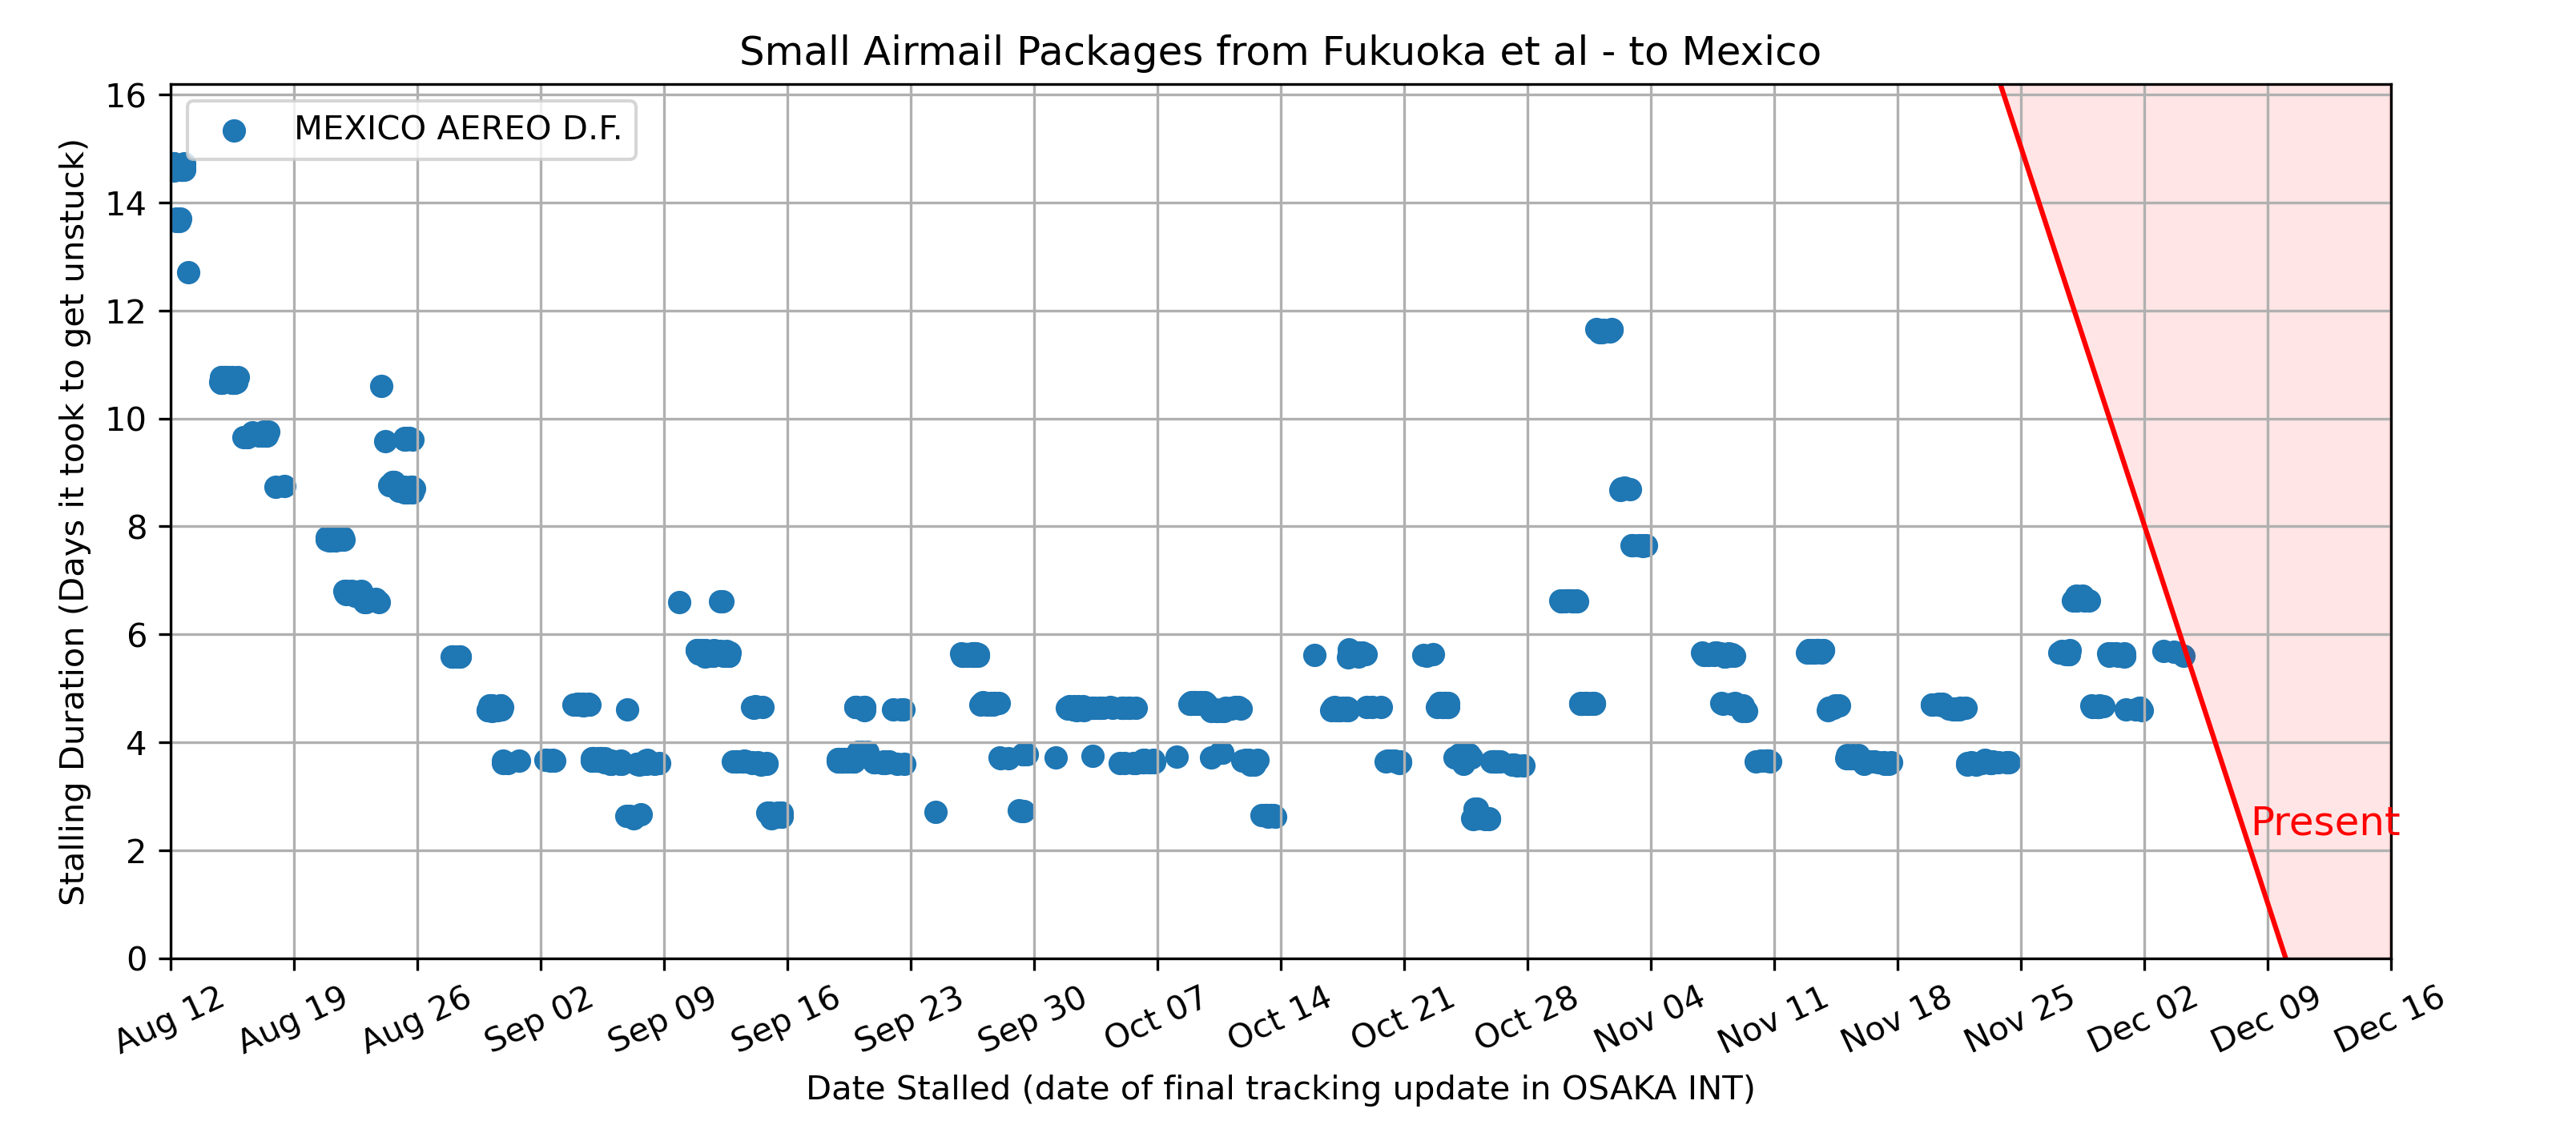 Small Airmail Packages from Fukuoka et al - to Mexico
MEXICO AEREO D.F.
Stalling Duration (Days it took to get unstuck)
16
14
12
10
8
6
4
2
0
Present
Aug 12
Aug 19
Aug 26
Sep 02
Sep 09
Sep 16
Sep 23
Sep 30
Oct 07
Oct 14
Oct 21
Oct 28
Nov 04
Nov 11
Nov 18
Nov 25
Dec 02
Dec 09
Dec 16
Date Stalled (date of final tracking update in OSAKA INT)